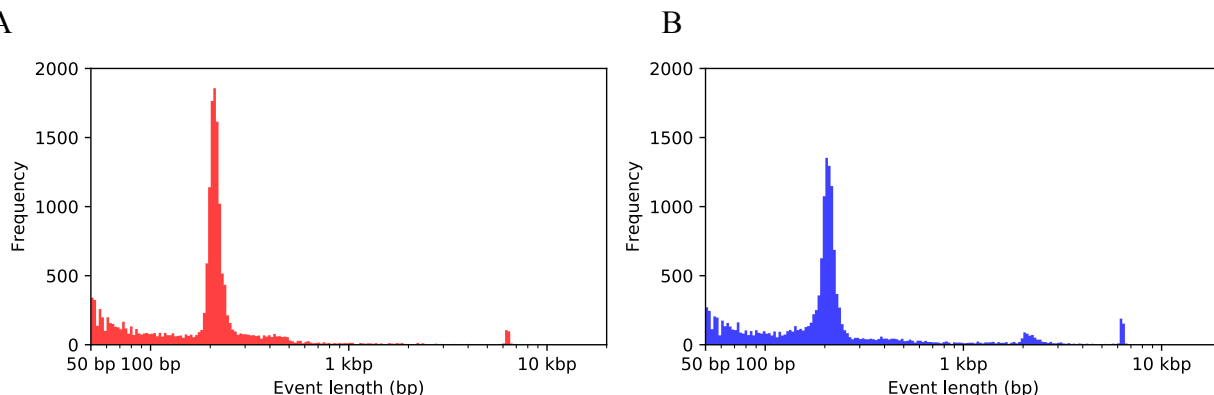 A
B
2000
1500
1000
500
0
Frequency
50 bp 100 bp
1 kbp
10 kbp
Event length (bp)
2000
1500
1000
500
0
Frequency
50 bp 100 bp
1 kbp
10 kbp
Event length (bp)